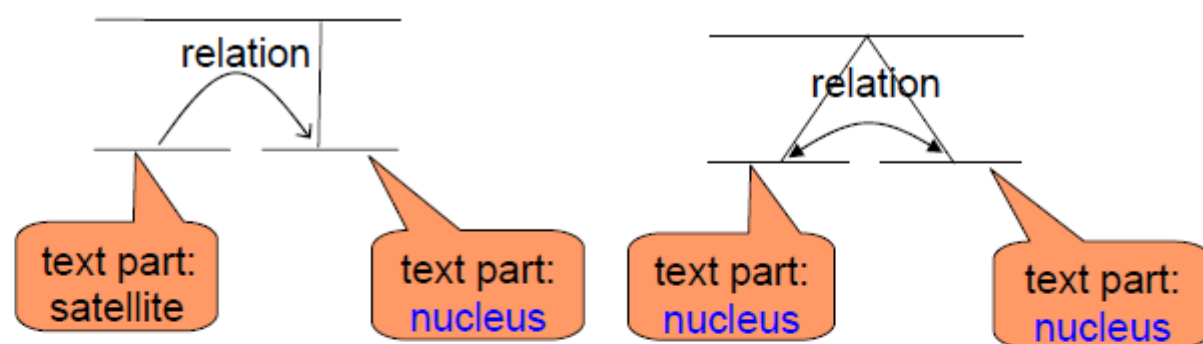 relation
relation
text part:
satellite
text part:
nucleus
text part:
nucleus
text part:
nucleus